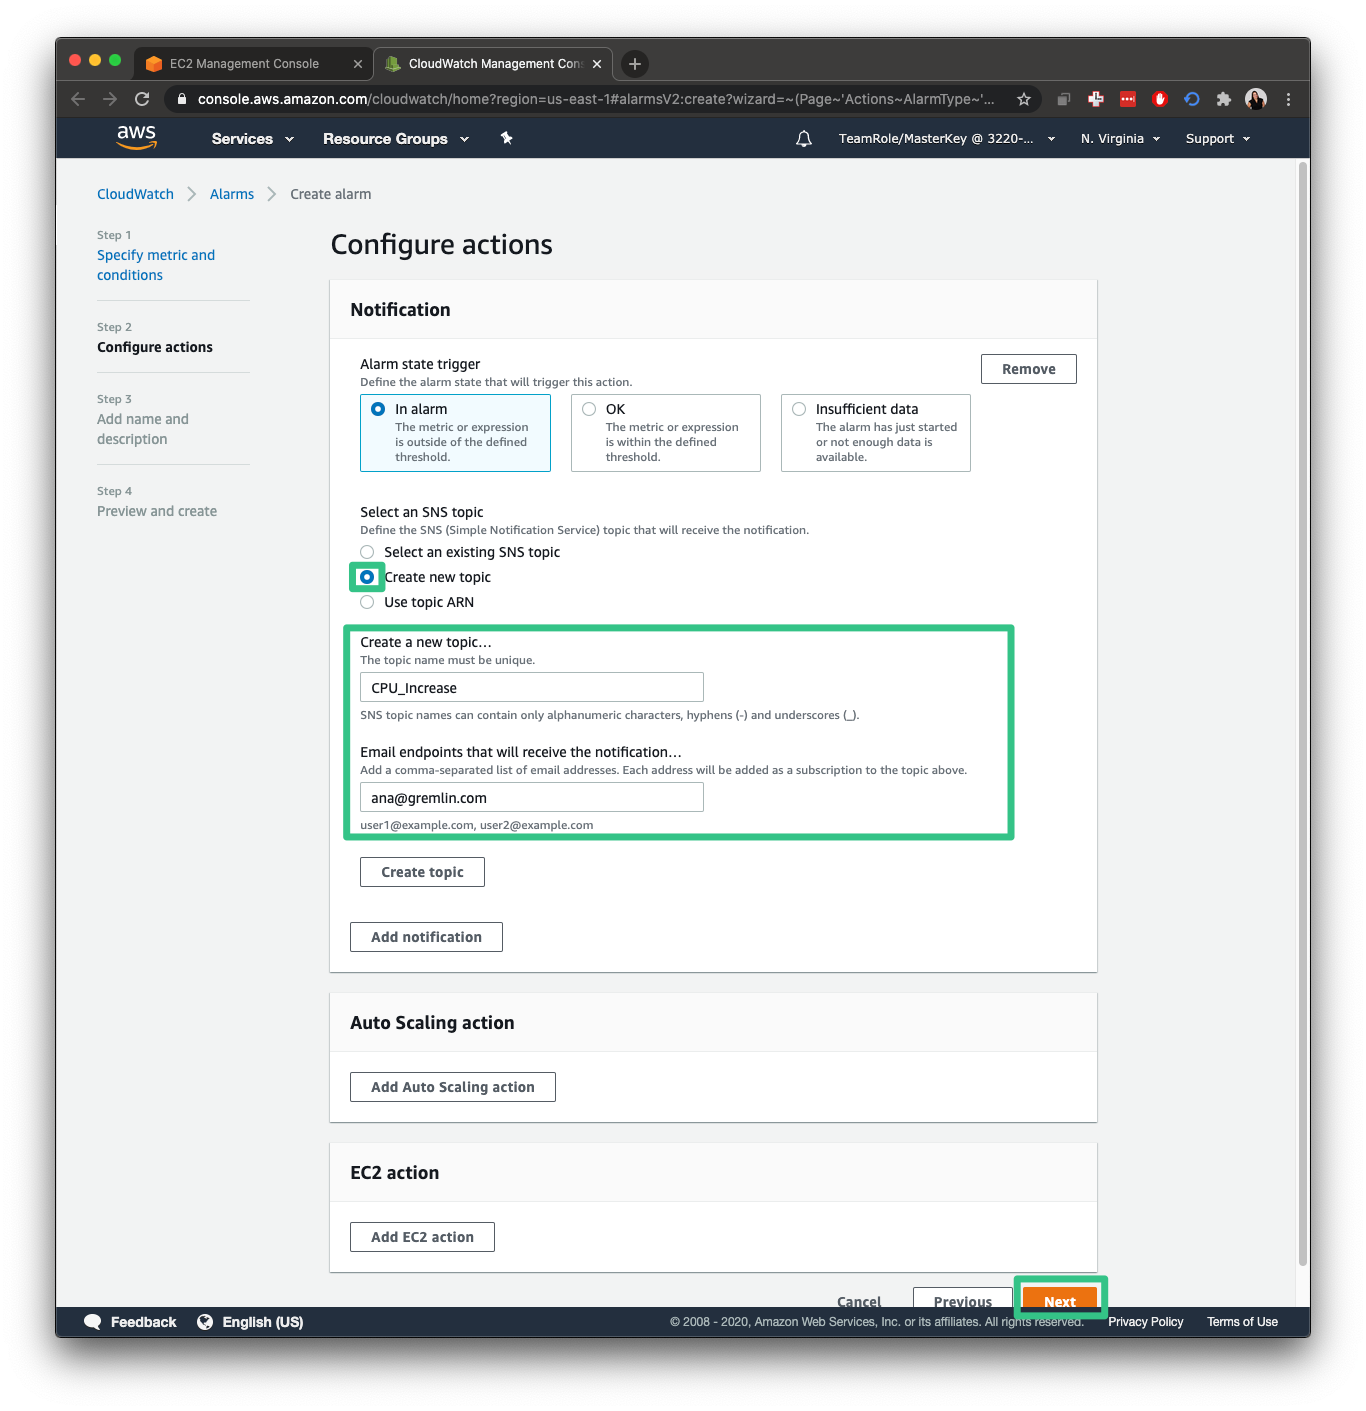 EC2 Management Console
CloudWatch Management Con
console.aws.amazon.com/cloudwatch/home?region=us-east-1#alarmsV2:create?wizard=~(Page~'Actions~AlarmType~'...
aws
Services
Resource Groups
TeamRole/MasterKey @ 3220-...
N. Virginia
Support
CloudWatch
Alarms
Create alarm
Step 1
Specify metric and
conditions
Step 2
Configure actions
Step 3
Add name and
description
Step 4
Preview and create
Configure actions
Notification
Alarm state trigger
Define the alarm state that will trigger this action.
Remove
In alarm
The metric or expression
is outside of the defined
threshold.
OK
The metric or expression
is within the defined
threshold.
Insufficient data
The alarm has just started
or not enough data is
available.
Select an SNS topic
Define the SNS (Simple Notification Service) topic that will receive the notification.
Select an existing SNS topic
Create new topic
Use topic ARN
Create a new topic…
The topic name must be unique.
CPU_Increase
SNS topic names can contain only alphanumeric characters, hyphens (-) and underscores (_).
Email endpoints that will receive the notification…
Add a comma-separated list of email addresses. Each address will be added as a subscription to the topic above.
ana@gremlin.com
user1@example.com, user2@example.com
Create topic
Add notification
Auto Scaling action
Add Auto Scaling action
EC2 action
Add EC2 action
Cancel
Previous
Next
Feedback
English (US)
© 2008 - 2020, Amazon Web Services, Inc. or its affiliates. All rights reserved.
Privacy Policy
Terms of Use